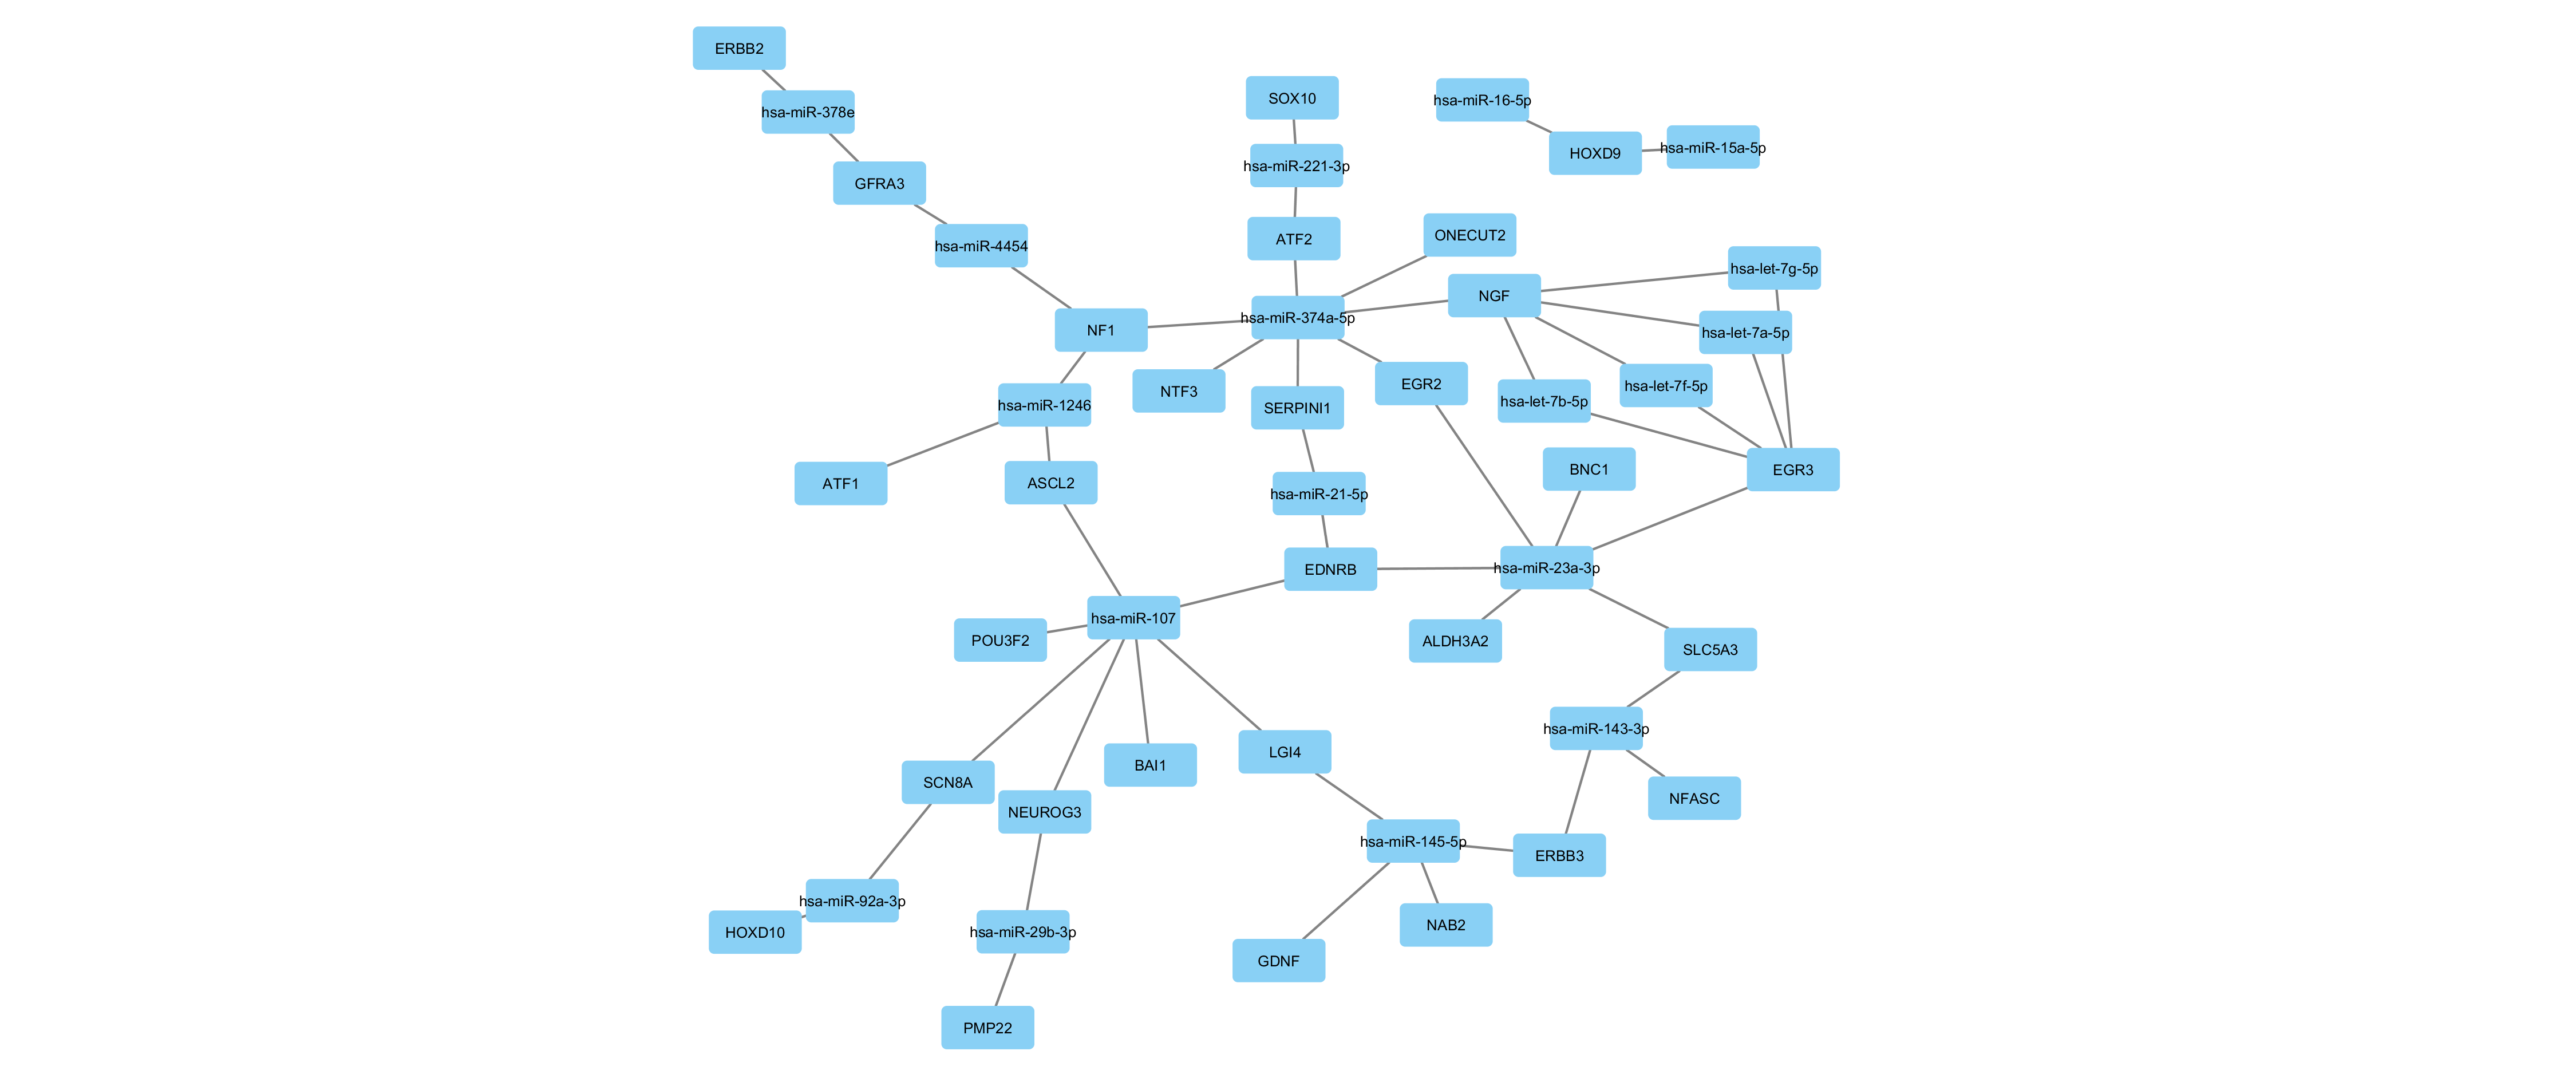 ERBB2
hsa-miR-378e
GFRA3
hsa-miR-4454
SOX10
hsa-miR-221-3p
ATF2
hsa-miR-16-5p
HOXD9
hsa-miR-15a-5p
ONECUT2
NGF
hsa-let-7g-5p
hsa-let-7a-5p
hsa-let-7f-5p
hsa-let-7b-5p
hsa-miR-374a-5p
NF1
NTF3
SERPINI1
EGR2
hsa-miR-1246
ATF1
ASCL2
hsa-miR-21-5p
BNC1
EGR3
EDNRB
hsa-miR-23a-3p
hsa-miR-107
POU3F2
ALDH3A2
SLC5A3
hsa-miR-143-3p
NFASC
SCN8A
NEUROG3
BAI1
LGI4
hsa-miR-145-5p
ERBB3
hsa-miR-92a-3p
HOXD10
hsa-miR-29b-3p
NAB2
GDNF
PMP22